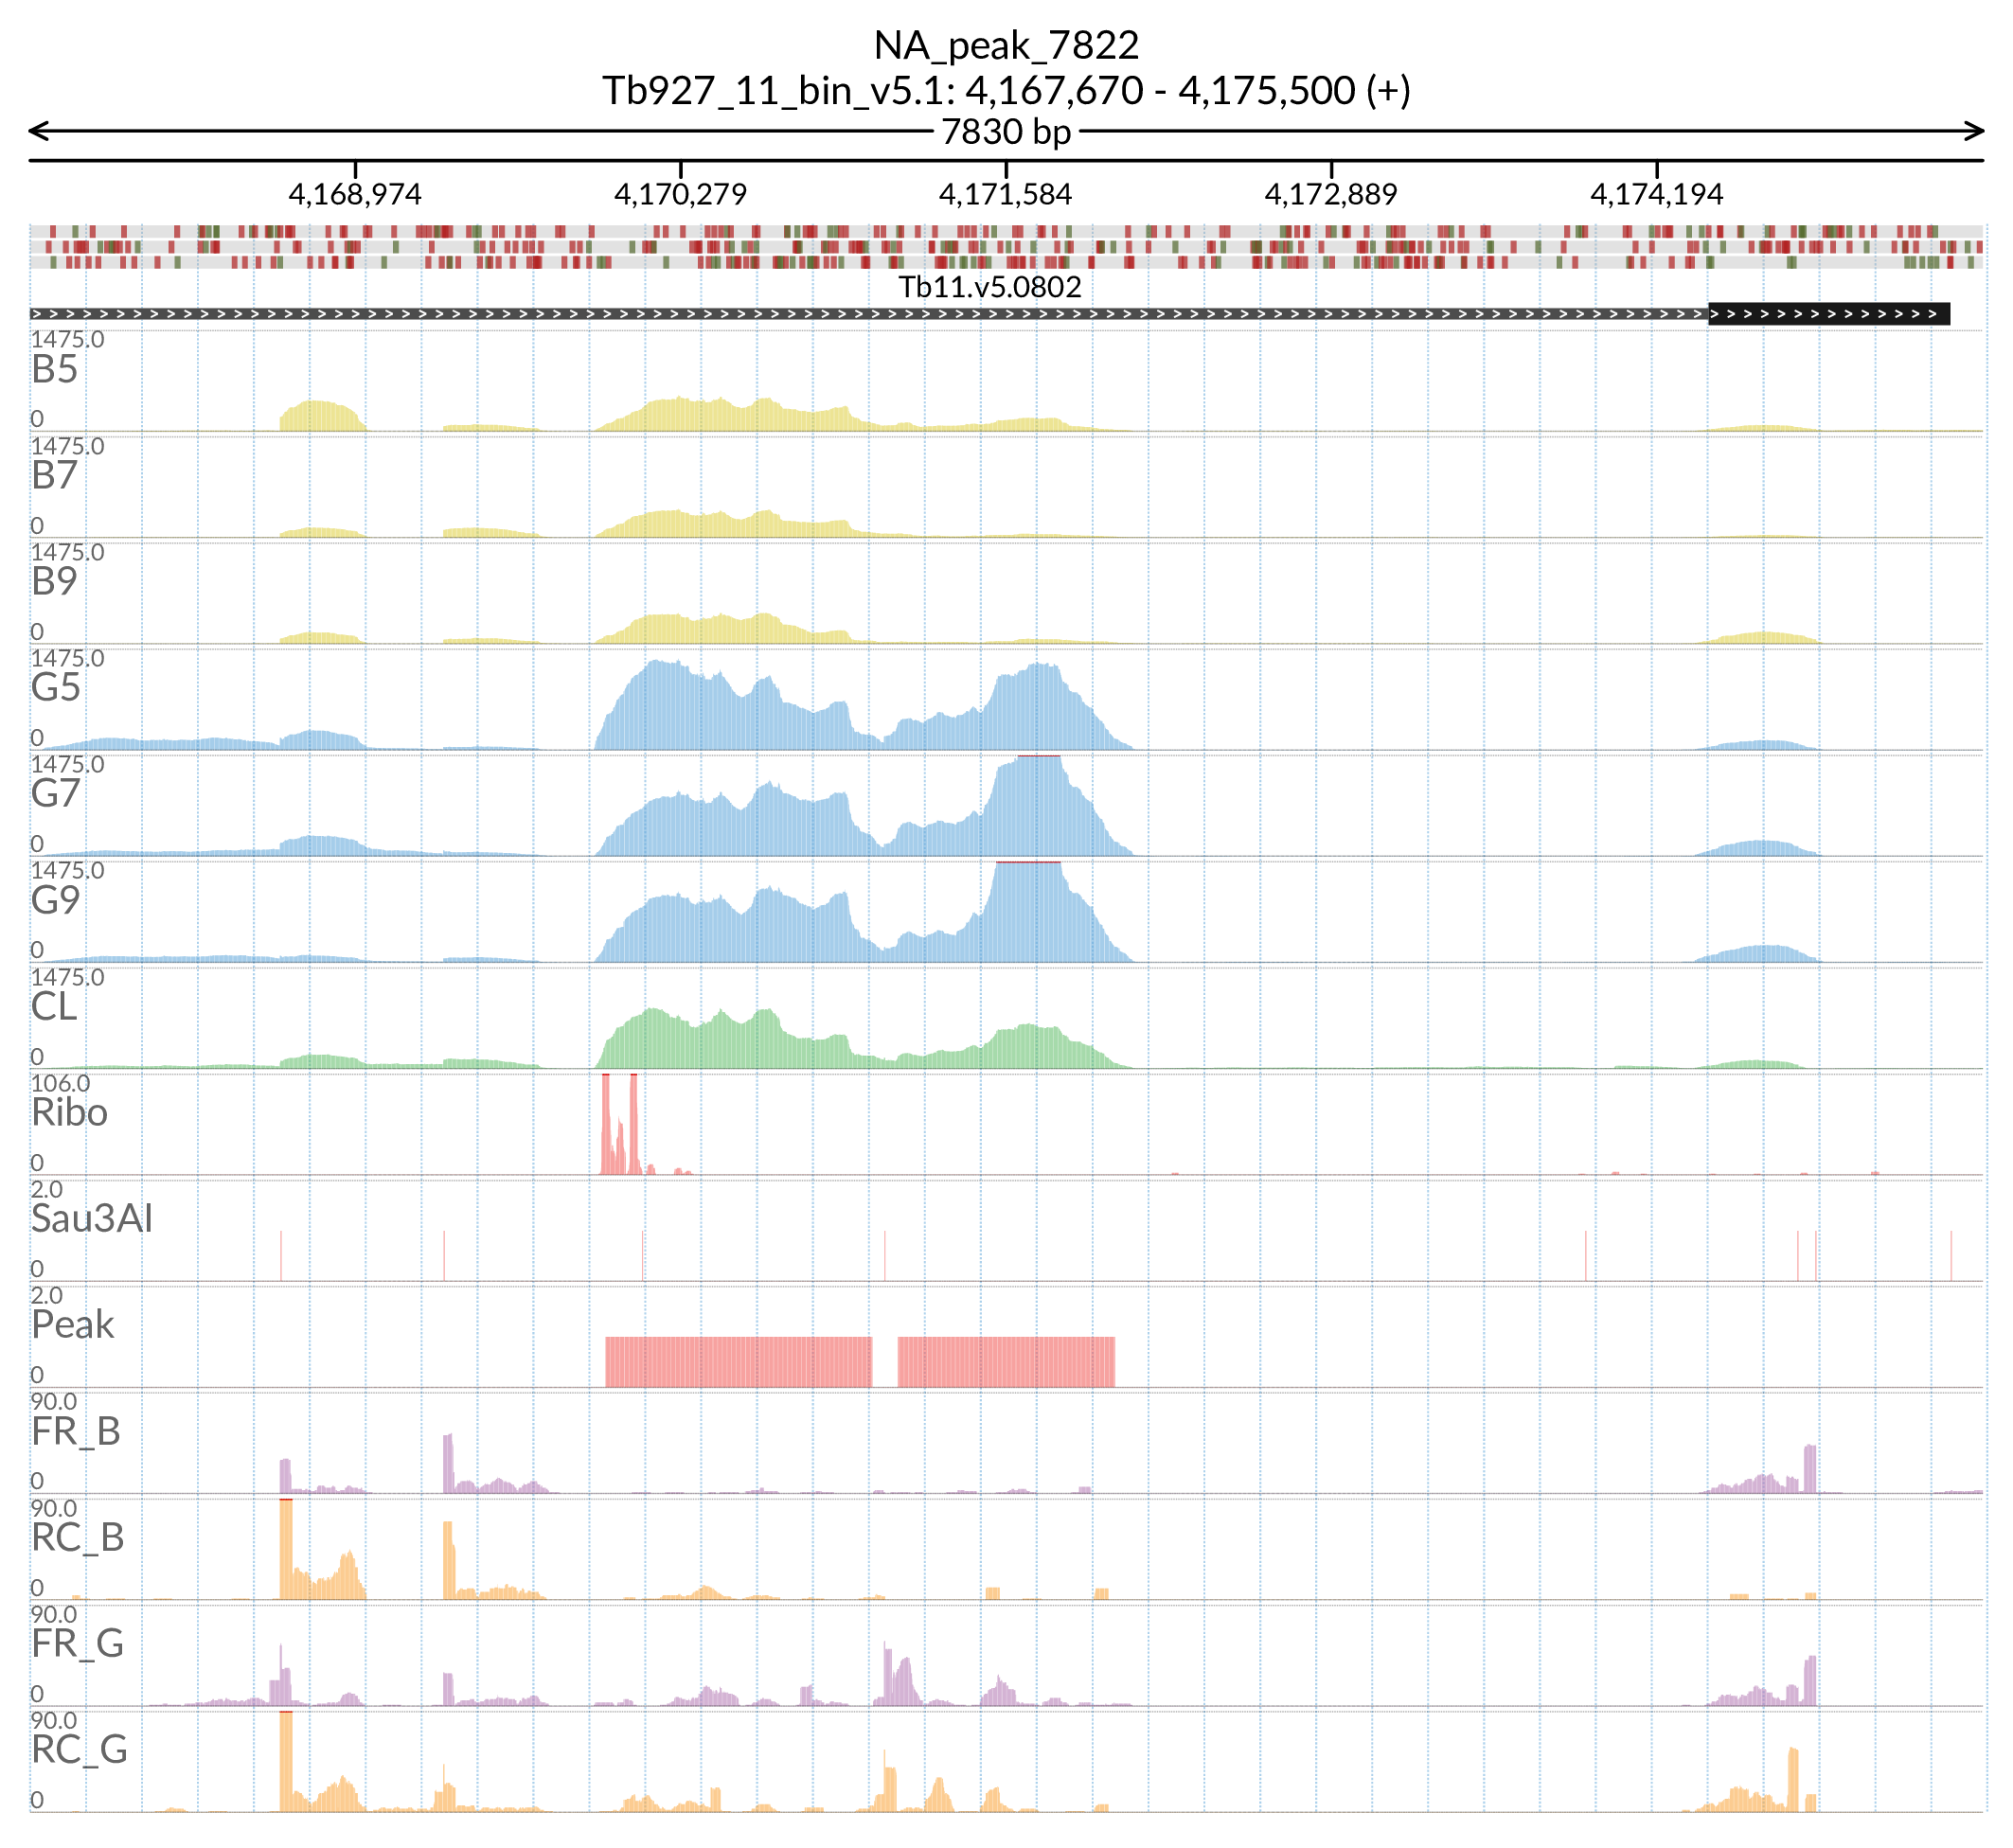 NA_peak_7822
Tb927_11_bin_v5.1: 4,167,670 - 4,175,500 (+)
7830 bp
4,168,974 4,170,279 4,171,584 4,172,889 4,174,194
Tb11.v5.0802
1475.0
B5
0
1475.0
B7
0
1475.0
B9
0
1475.0
G5
0
1475.0
G7
0
1475.0
G9
0
1475.0
CL
0
106.0
Ribo
0
2.0
Sau3AI
0
2.0
Peak
0
90.0
FR_B
0
90.0
RC_B
0
90.0
FR_G
0
90.0
RC_G
0